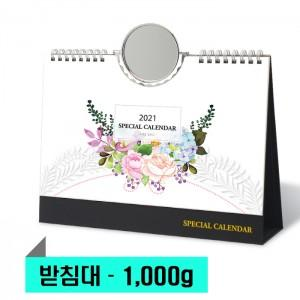 2021
SPECIAL CALENDAR
SPECIAL CALENDAR
받침대 - 1,000g